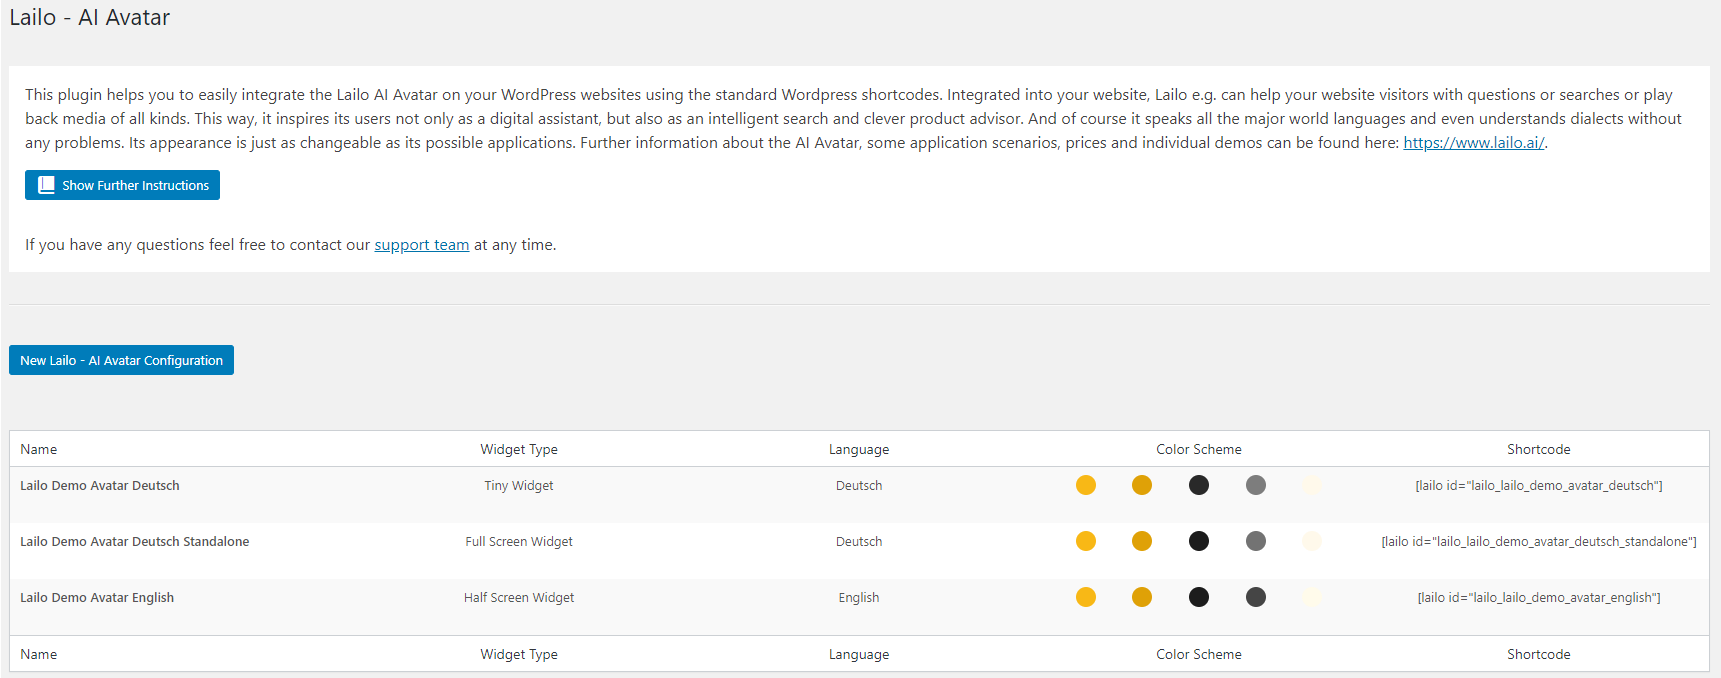 Lailo - AI Avatar
This plugin helps you to easily integrate the Lailo AI Avatar on your WordPress websites using the standard Wordpress shortcodes. Integrated into your website, Lailo e.g. can help your website visitors with questions or searches or play
back media of all kinds. This way, it inspires its users not only as a digital assistant, but also as an intelligent search and clever product advisor. And of course it speaks all the major world languages and even understands dialects without
any problems. Its appearance is just as changeable as its possible applications. Further information about the AI Avatar, some application scenarios, prices and individual demos can be found here: https://www.lailo.ai/.
Show Further Instructions
If you have any questions feel free to contact our support team at any time.
New Lailo - AI Avatar Configuration
Name Widget Type Language Color Scheme Shortcode
Lailo Demo Avatar Deutsch Tiny Widget Deutsch [lailo id="lailo_lailo_demo_avatar_deutsch"]
Lailo Demo Avatar Deutsch Standalone Full Screen Widget Deutsch [lailo id="lailo_lailo_demo_avatar_deutsch_standalone"]
Lailo Demo Avatar English Half Screen Widget English [lailo id="lailo_lailo_demo_avatar_english"]
Name Widget Type Language Color Scheme Shortcode